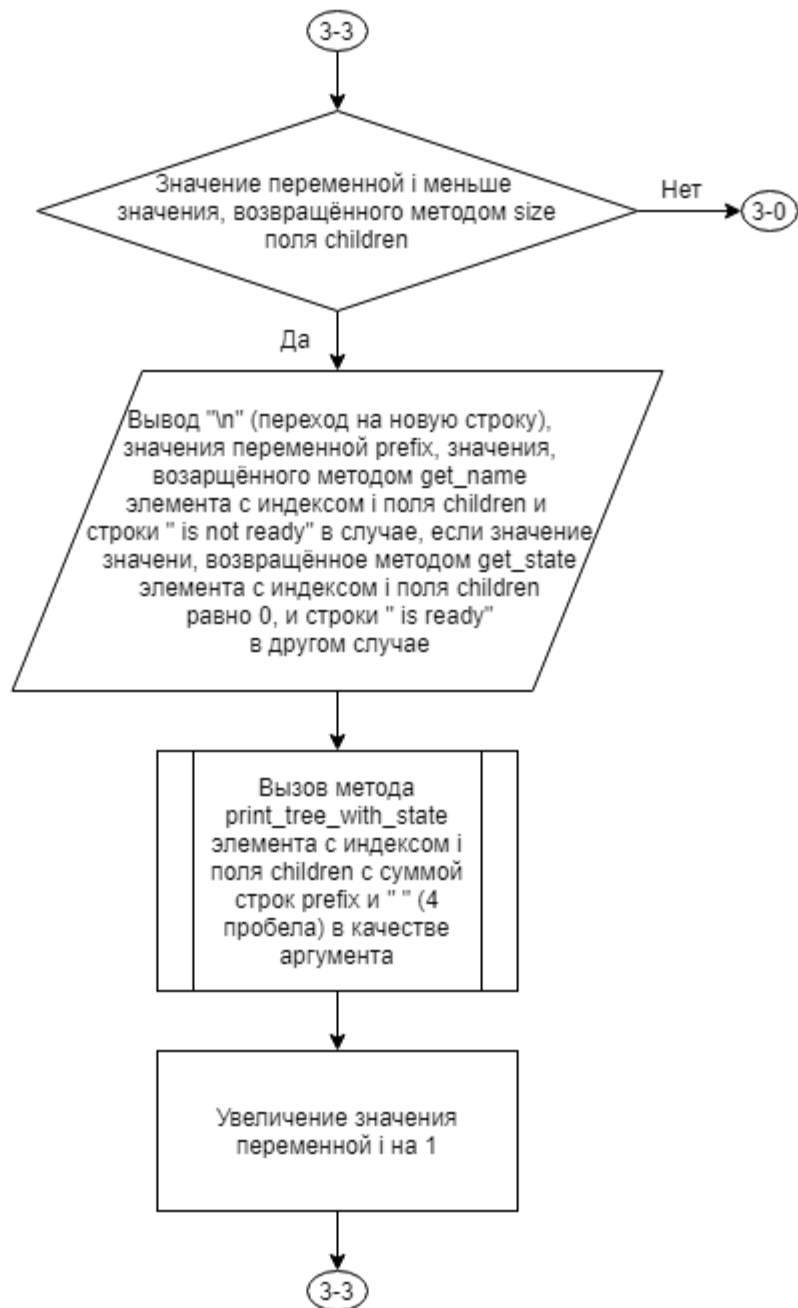 3-3
Значение переменной i меньше
значения, возвращённого методом size
поля children
Нет
3-0
Да
Вывод "\n" (переход на новую строку),
значения переменной prefix, значения,
возарщённого методом get_name
элемента с индексом i поля children и
строки " is not ready" в случае, если значение
значени, возвращённое методом get_state
элемента с индексом i поля children
равно 0, и строки " is ready"
в другом случае
Вызов метода
print_tree_with_state
элемента с индексом i
поля children с суммой
строк prefix и " " (4
пробела) в качестве
аргумента
Увеличение значения
переменной i на 1
3-3